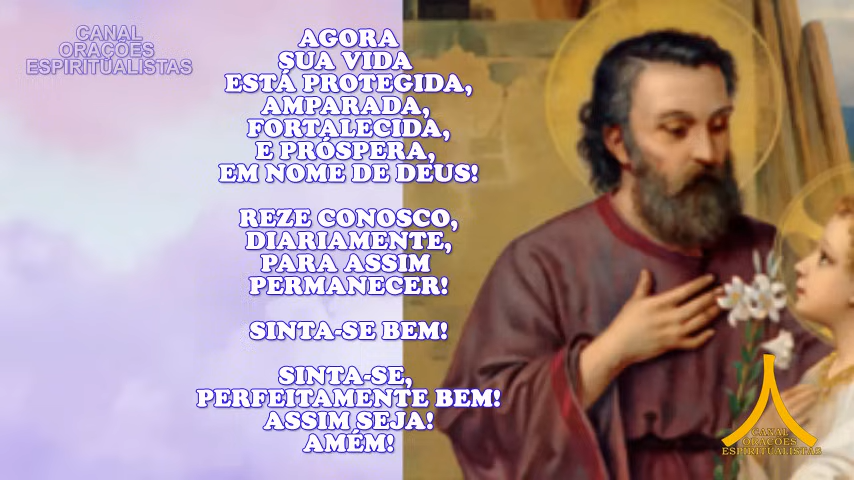 CANAL
ORAÇÕES
ESPIRITUALISTAS
AGORA
SUA VIDA
ESTÁ PROTEGIDA,
AMPARADA,
FORTALECIDA,
E PRÓSPERA,
EM NOME DE DEUS!
REZE CONOSCO,
DIARIAMENTE,
PARA ASSIM
PERMANECER!
SINTA-SE BEM!
SINTA-SE,
PERFEITAMENTE BEM!
ASSIM SEJA!
AMÉM!
CANAL
ORAÇÕES
ESPIRITUALISTAS